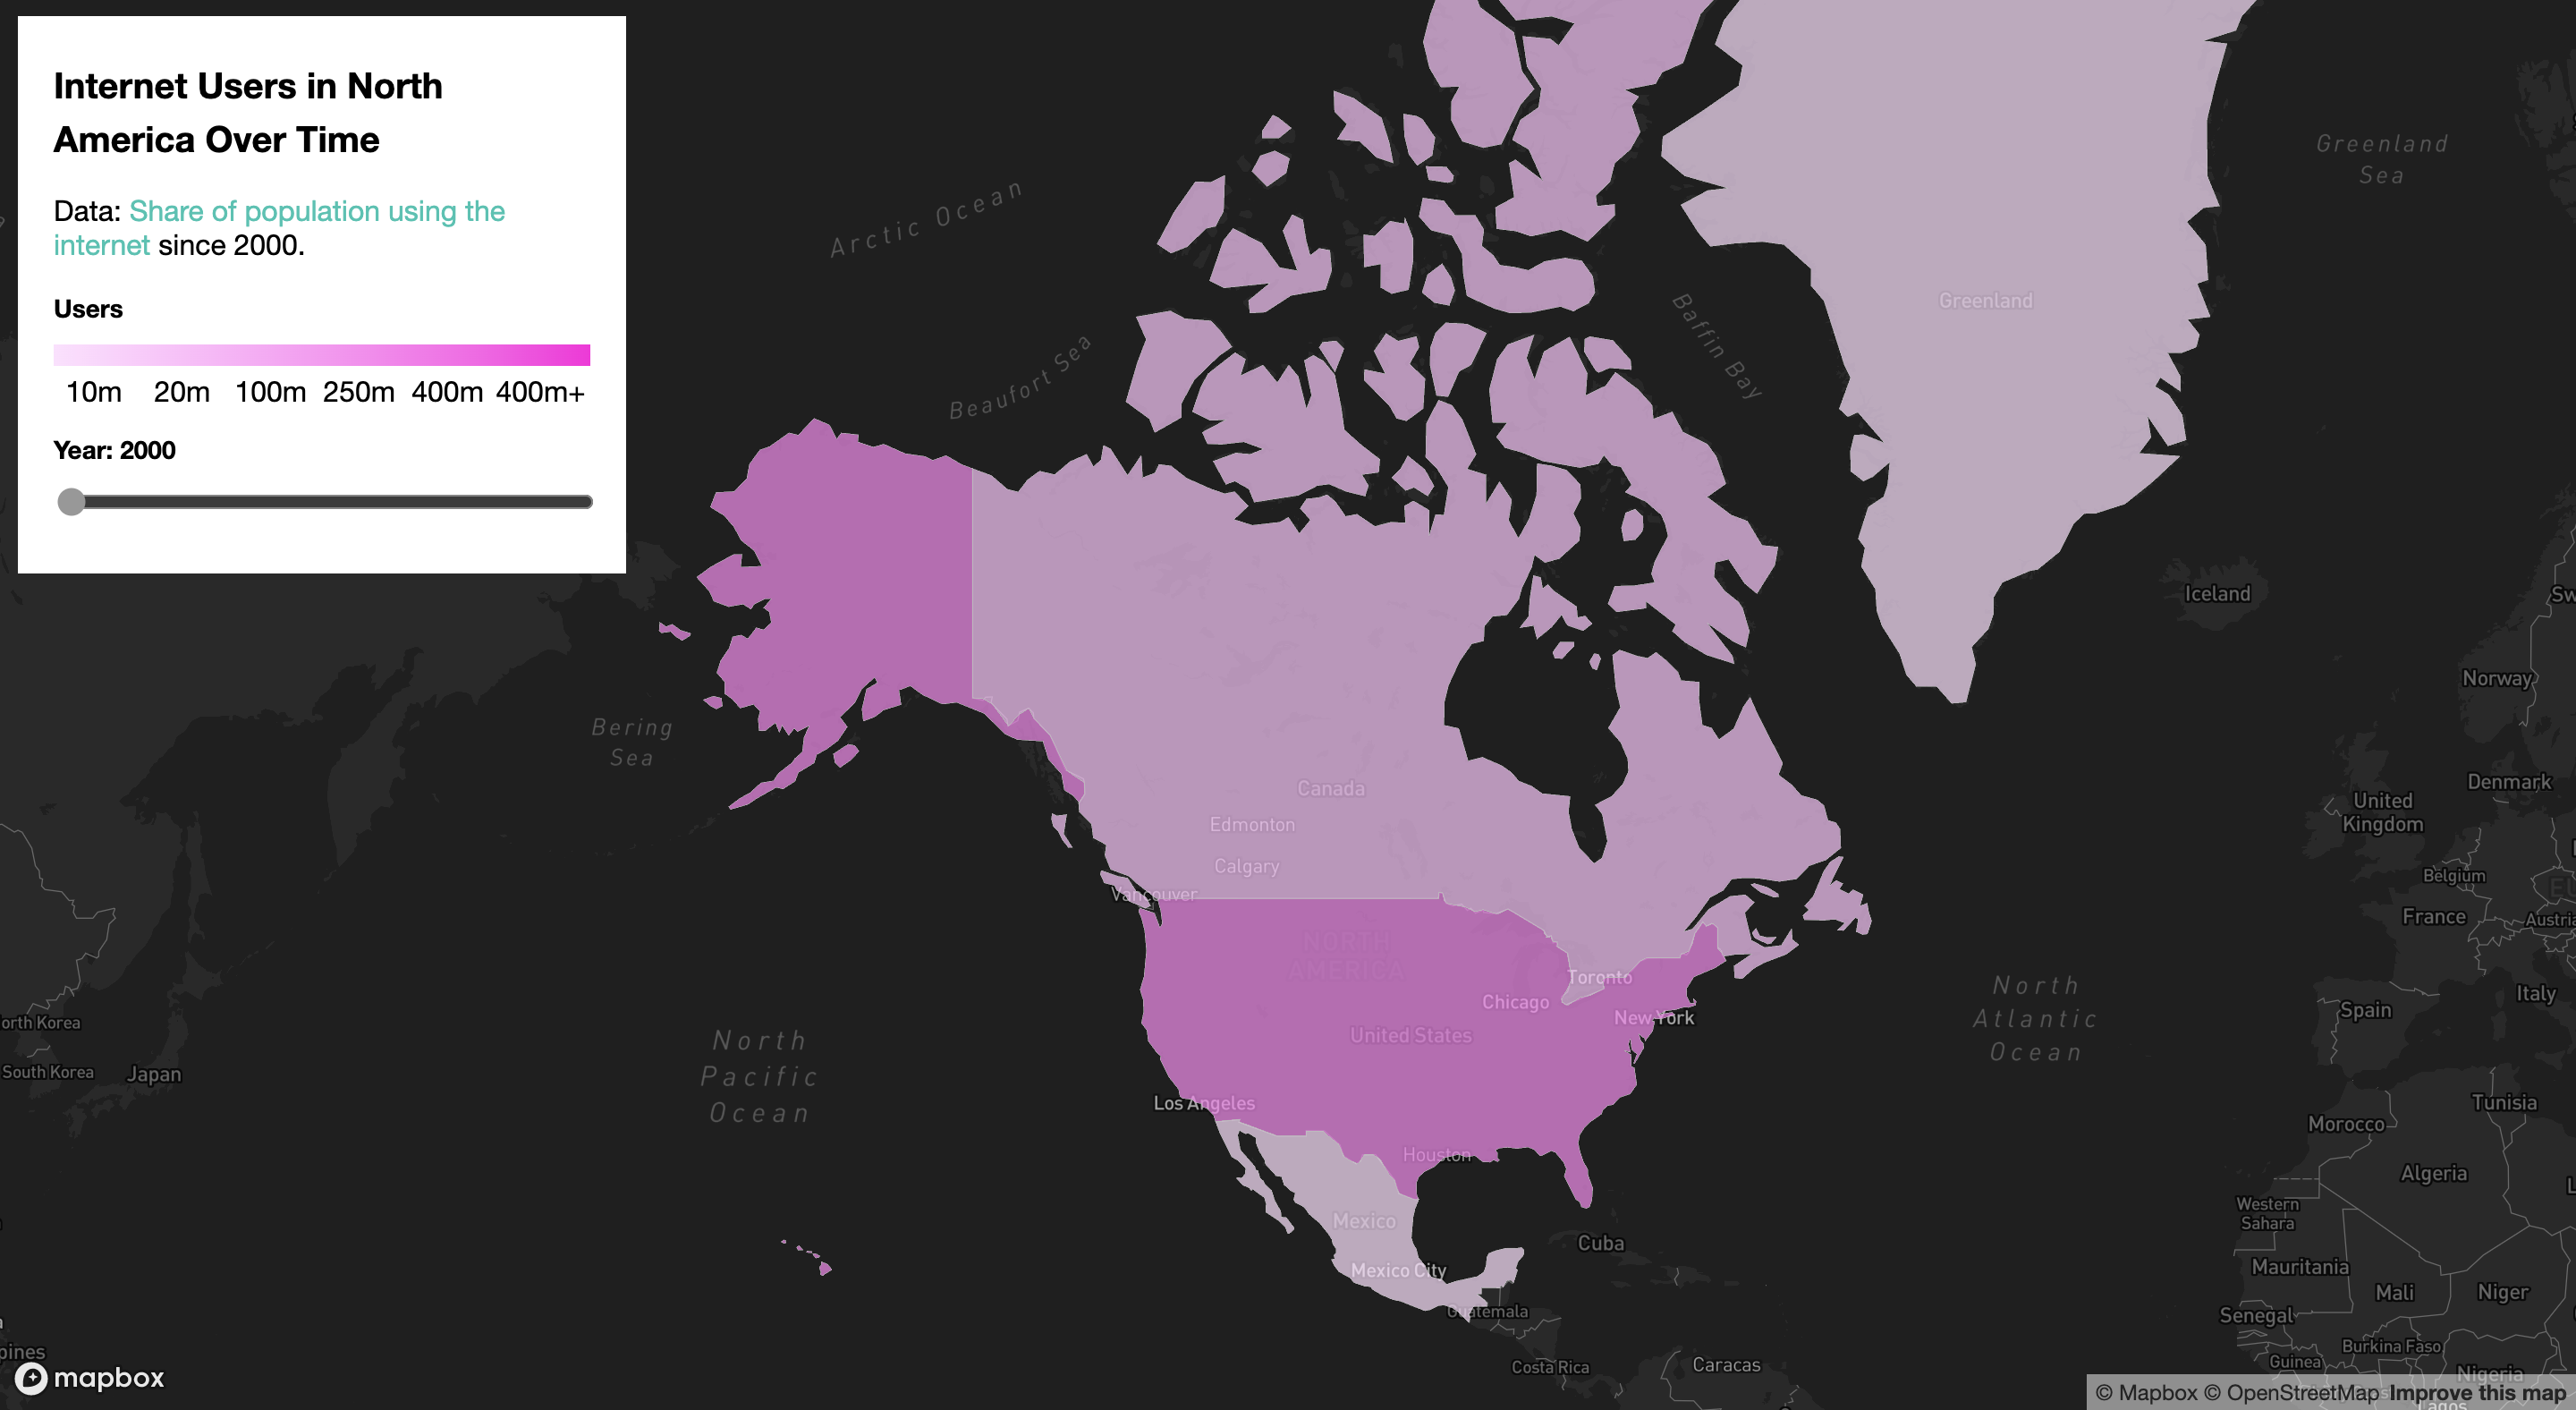 Internet Users in North
America Over Time
Data: Share of population using the
internet since 2000.
Users
10m 20m 100m 250m 400m 400m+
Year: 2000
Arctic Ocean
Beaufort Sea
Baffin Bay
Greenland
Sea
Greenland
Iceland
Norway
Bering
Sea
Denmark
United
Kingdom
Canada
Edmonton
Calgary
Vancouver
Belgium
France
NORTH
AMERICA
Toronto
Chicago
New York
United States
North
Atlantic
Ocean
Italy
Spain
orth Korea
South Korea
Japan
North
Pacific
Ocean
Los Angeles
Houston
Tunisia
Morocco
Algeria
Mexico
Mexico City
Cuba
Western
Sahara
Guatemala
Mauritania
Mali
Niger
Senegal
Burkina Faso
Guinea
Nigeria
Costa Rica
Caracas
pines
mapbox
© Mapbox © OpenStreetMap Improve this map
Lagos